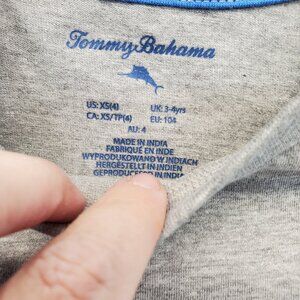 Tommy Bahama
US: XS(4) UK: 3-4yrs
CA: XS/TP(4) EU: 104
AU: 4
MADE IN INDIA
FABRIQUÉ EN INDE
WYPRODUKOWANO W INDIACH
HERGESTELLT IN INDIEN
GEPRODUCEERD IN INDIA